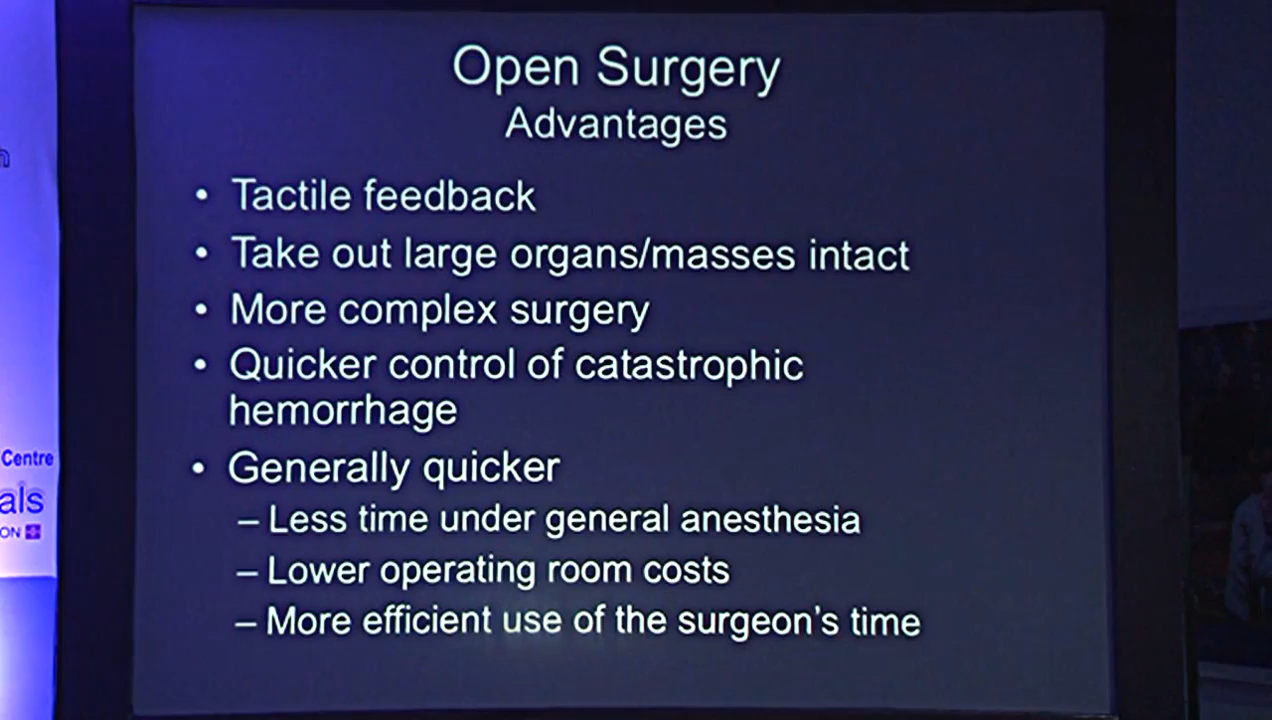 Open Surgery
Advantages
• Tactile feedback
• Take out large organs/masses intact
• More complex surgery
• Quicker control of catastrophic
hemorrhage
• Generally quicker
– Less time under general anesthesia
– Lower operating room costs
– More efficient use of the surgeon's time
Centre
als
ON